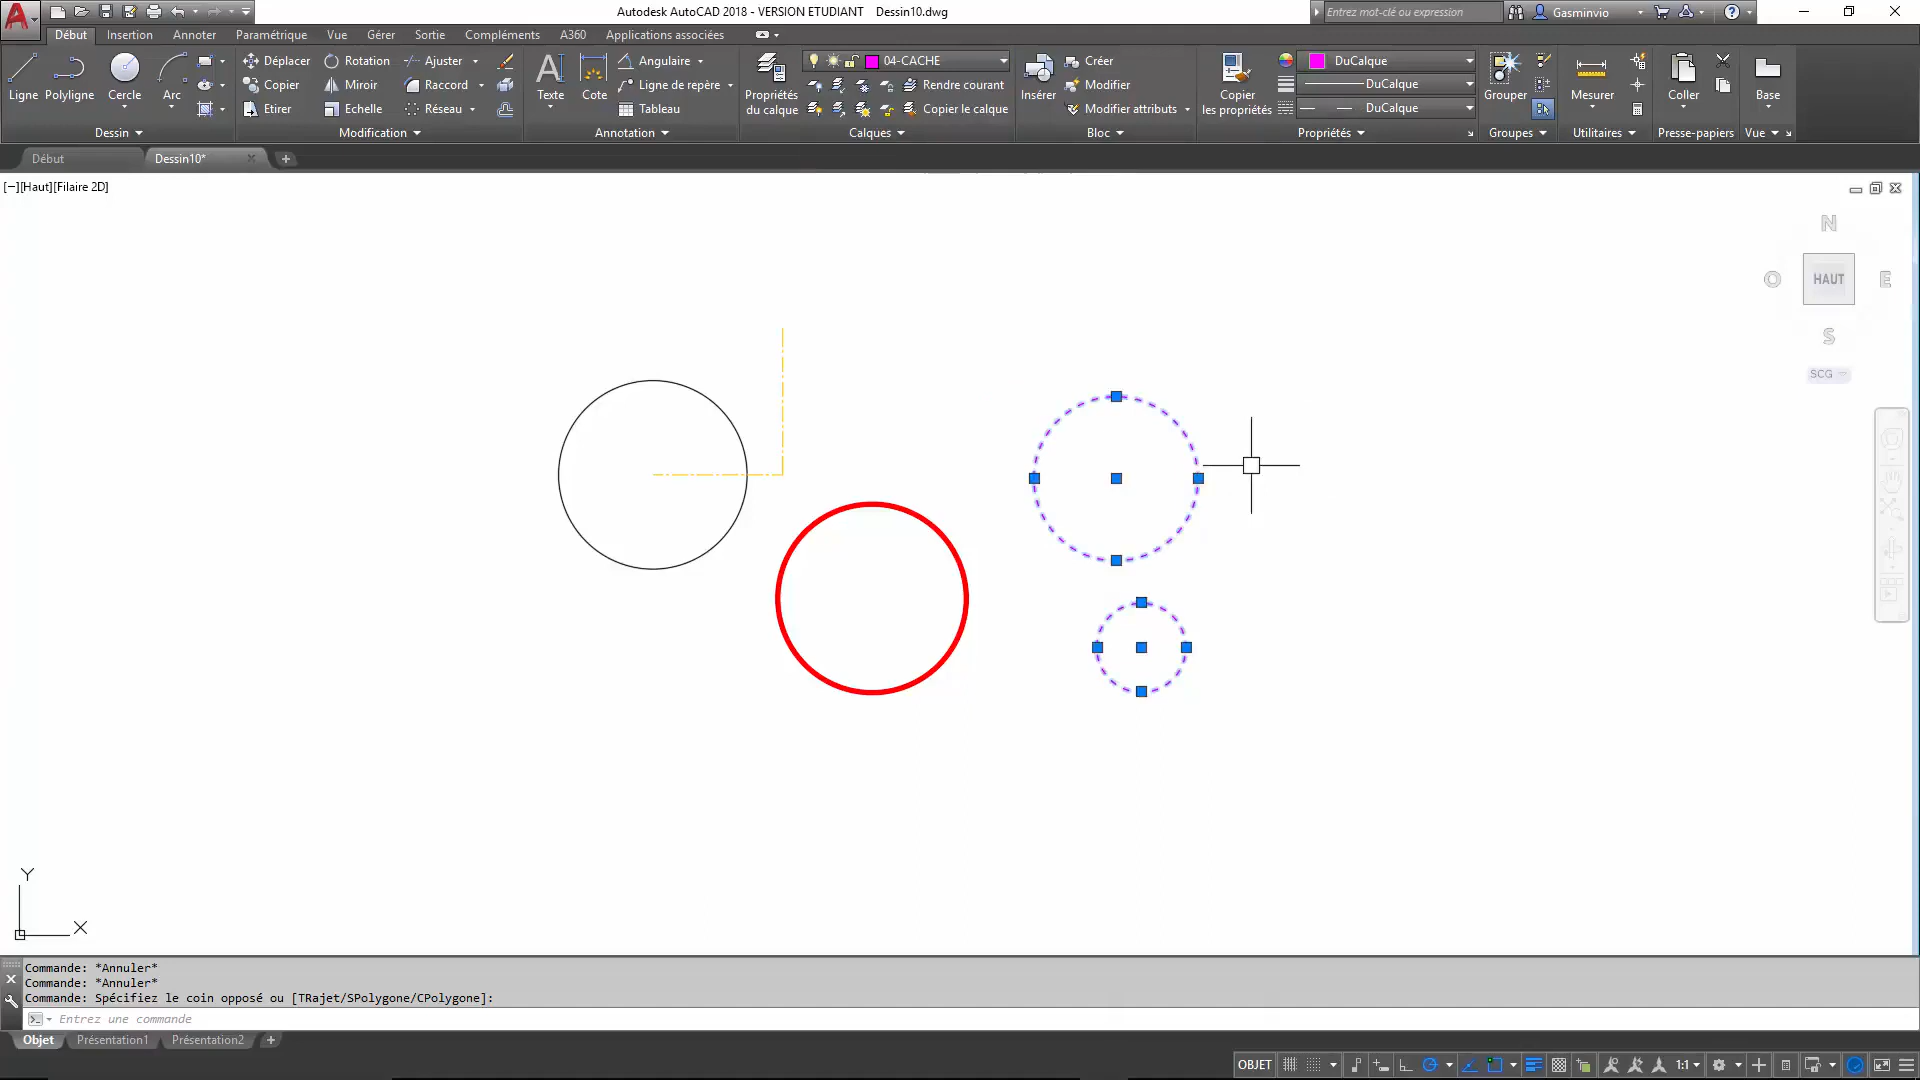 Autodesk AutoCAD 2018 - VERSION ETUDIANT Dessin10.dwg
Entrez mot-clé ou expression
Gasminvio
Début Insertion Annoter Paramétrique Vue Gérer Sortie Compléments A360 Applications associées
Ligne Polyligne Cercle Arc
Déplacer Rotation Ajuster
Copier Miroir Raccord
Etirer Echelle Réseau
Texte Cote
Angulaire
Ligne de repère
Tableau
Propriétés du calque
04-CACHE
Rendre courant
Copier le calque
Insérer
Créer
Modifier
Modifier attributs
Copier les propriétés
DuCalque
DuCalque
DuCalque
Grouper
Mesurer
Coller
Base
Dessin Modification Annotation Calques Bloc Propriétés Groupes Utilitaires Presse-papiers Vue
Début Dessin10*
[−][Haut][Filaire 2D]
N
O HAUT E
S
SCG
Y
X
Commande: *Annuler*
Commande: *Annuler*
Commande: Spécifiez le coin opposé ou [TRajet/SPolygone/CPolygone]:
Entrez une commande
Objet Présentation1 Présentation2 +
OBJET 1:1